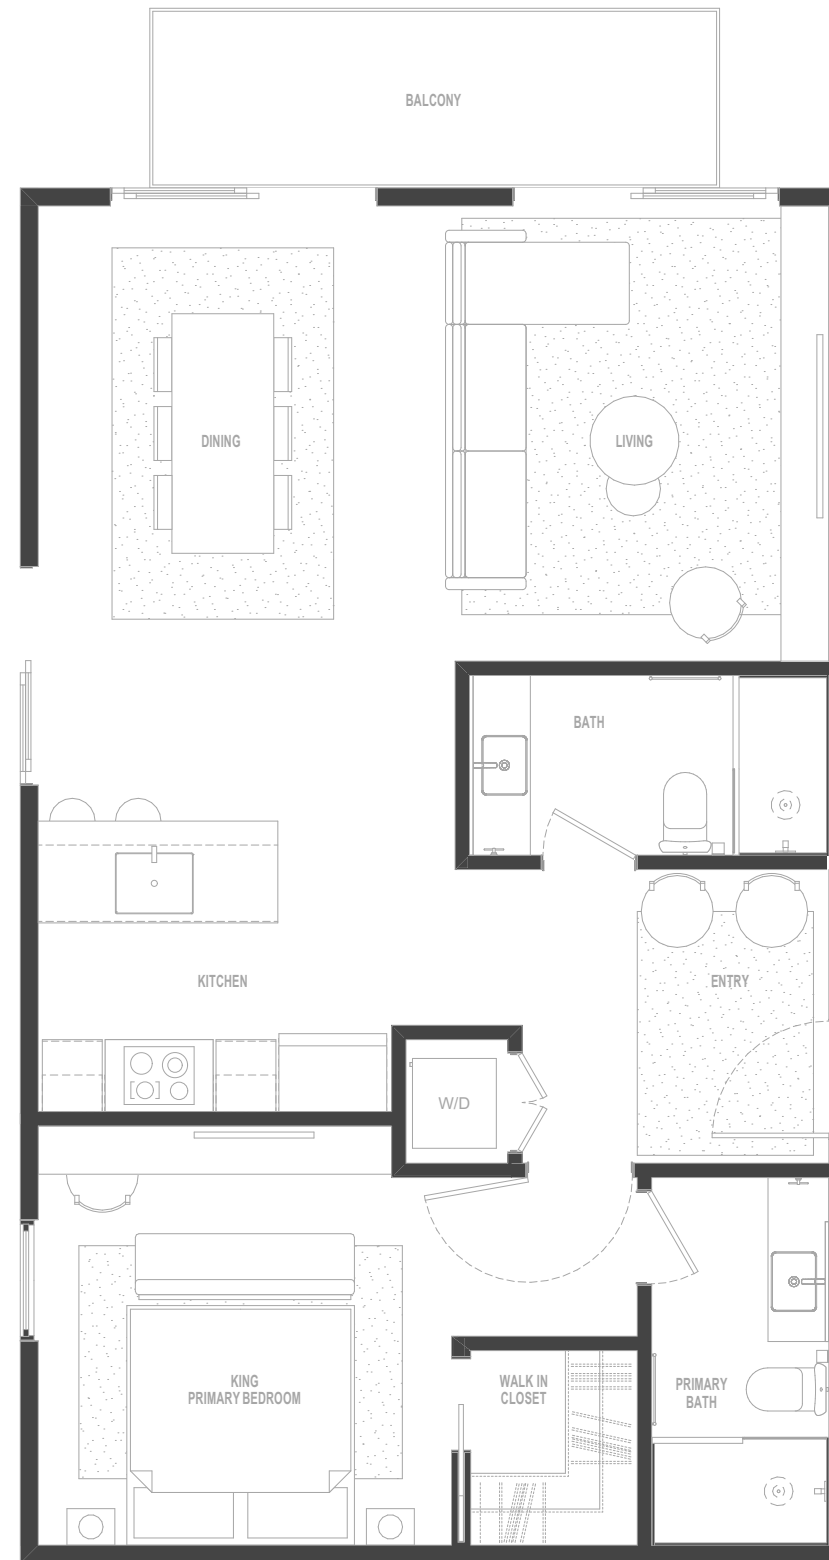 BALCONY
DINING
LIVING
BATH
KITCHEN
ENTRY
W/D
KING
PRIMARY BEDROOM
WALK IN
CLOSET
PRIMARY
BATH